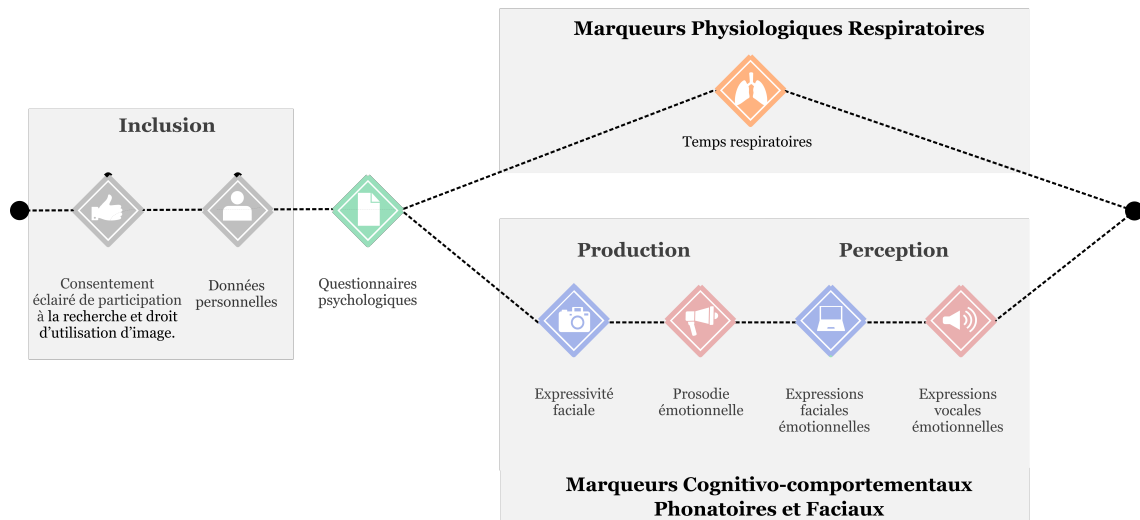 Marqueurs Physiologiques Respiratoires
Temps respiratoires
Inclusion
Consentement
éclairé de participation
à la recherche et droit
d'utilisation d'image.
Données
personnelles
Questionnaires
psychologiques
Production
Perception
Expressivité
faciale
Prosodie
émotionnelle
Expressions
faciales
émotionnelles
Expressions
vocales
émotionnelles
Marqueurs Cognitivo-comportementaux
Phonatoires et Faciaux